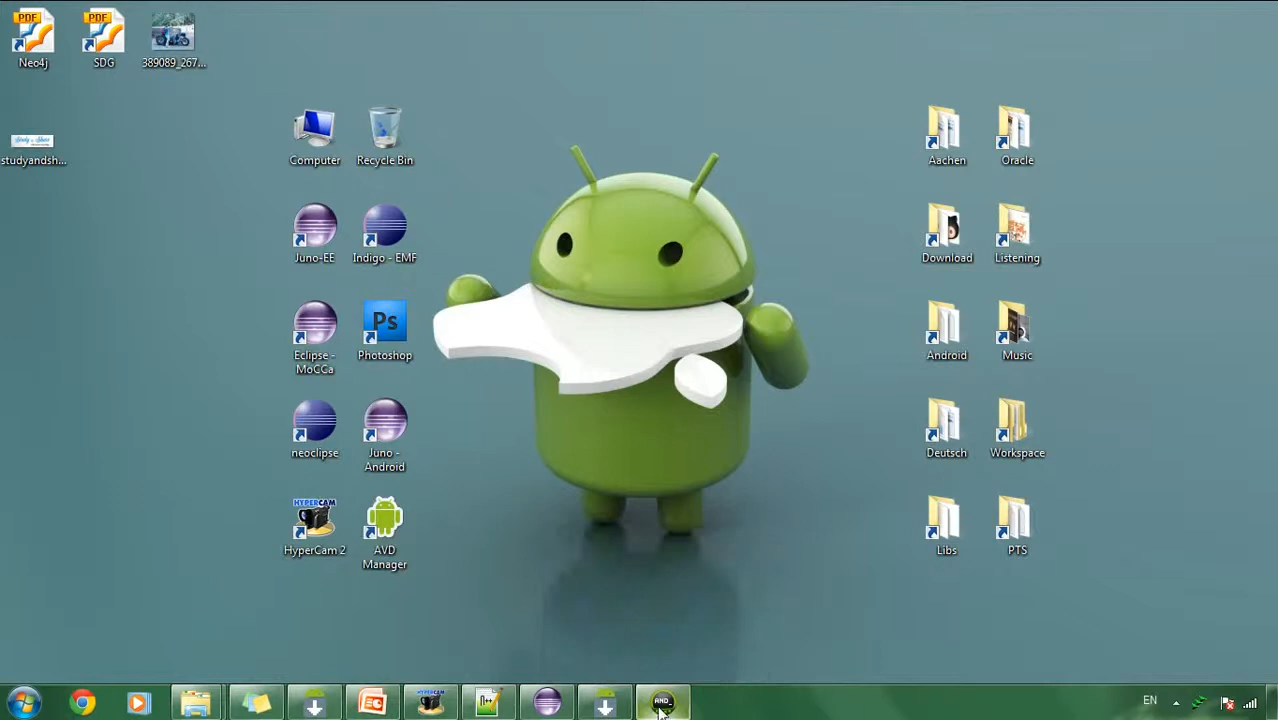 PDF
PDF
Neo4j
SDG
389089_267...
studyandsh...
Computer
Recycle Bin
Aachen
Oracle
Juno-EE
Indigo - EMF
Download
Listening
Ps
Eclipse -
MoCCa
Photoshop
Android
Music
neoclipse
Juno -
Android
Deutsch
Workspace
HYPERCAM
HyperCam 2
AVD
Manager
Libs
PTS
AND
EN